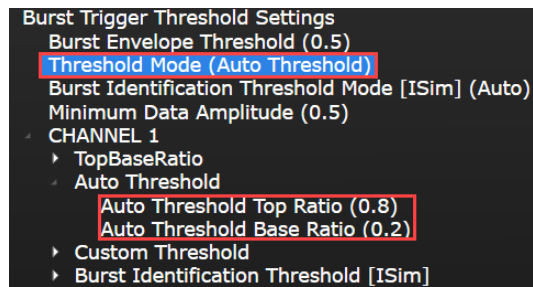 Burst Trigger Threshold Settings
Burst Envelope Threshold (0.5)
Threshold Mode (Auto Threshold)
Burst Identification Threshold Mode [ISim] (Auto)
Minimum Data Amplitude (0.5)
CHANNEL 1
TopBaseRatio
Auto Threshold
Auto Threshold Top Ratio (0.8)
Auto Threshold Base Ratio (0.2)
Custom Threshold
Burst Identification Threshold [ISim]